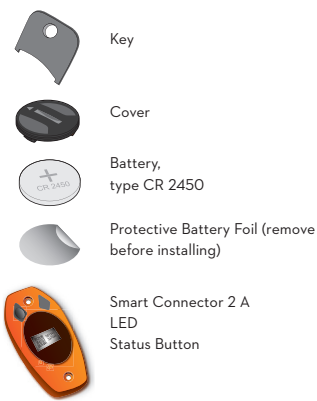 Key
Cover
Battery,
type CR 2450
CR 2450
Protective Battery Foil (remove
before installing)
Smart Connector 2 A
LED
Status Button